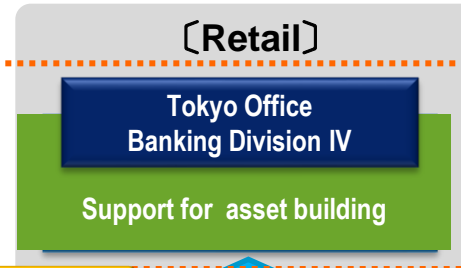 〔Retail〕
Tokyo Office
Banking Division IV
Support for asset building